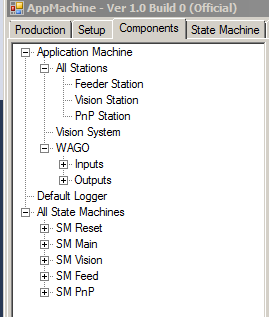 AppMachine - Ver 1.0 Build 0 (Official)
Production Setup Components State Machine
Application Machine
All Stations
Feeder Station
Vision Station
PnP Station
Vision System
WAGO
Inputs
Outputs
Default Logger
All State Machines
SM Reset
SM Main
SM Vision
SM Feed
SM PnP